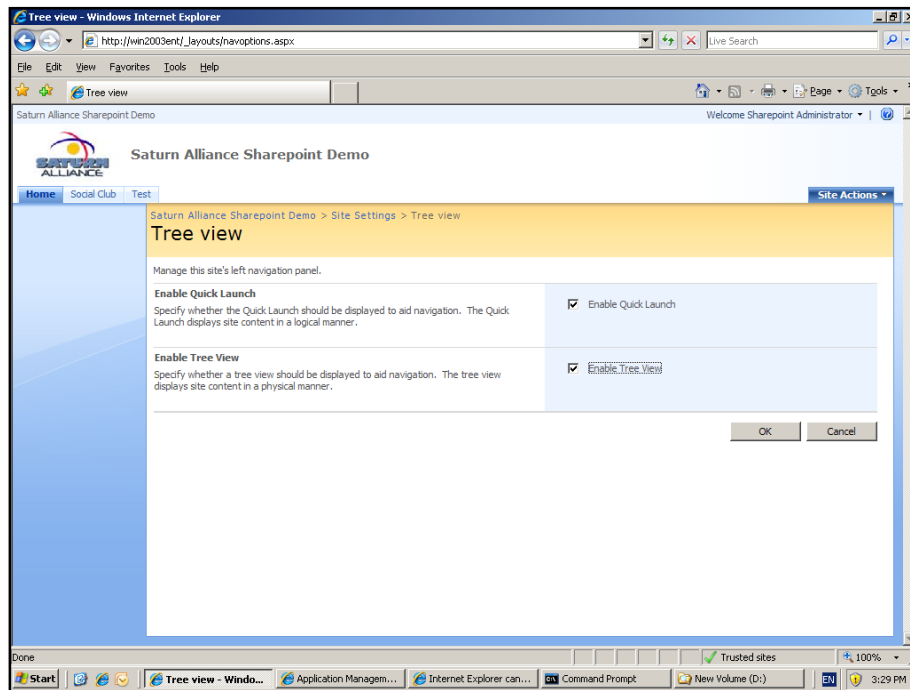 Tree view - Windows Internet Explorer
http://win2003ent/_layouts/navoptions.aspx
Live Search
File Edit View Favorites Tools Help
Tree view
Page Tools
Saturn Alliance Sharepoint Demo
Welcome Sharepoint Administrator
SATURN
ALLIANCE
Saturn Alliance Sharepoint Demo
Home Social Club Test
Site Actions
Saturn Alliance Sharepoint Demo > Site Settings > Tree view
Tree view
Manage this site's left navigation panel.
Enable Quick Launch
Specify whether the Quick Launch should be displayed to aid navigation. The Quick
Launch displays site content in a logical manner.
Enable Quick Launch
Enable Tree View
Specify whether a tree view should be displayed to aid navigation. The tree view
displays site content in a physical manner.
Enable Tree View
OK Cancel
Done
Trusted sites
100%
Start
Tree view - Windo...
Application Managem...
Internet Explorer can...
Command Prompt
New Volume (D:)
EN
3:29 PM